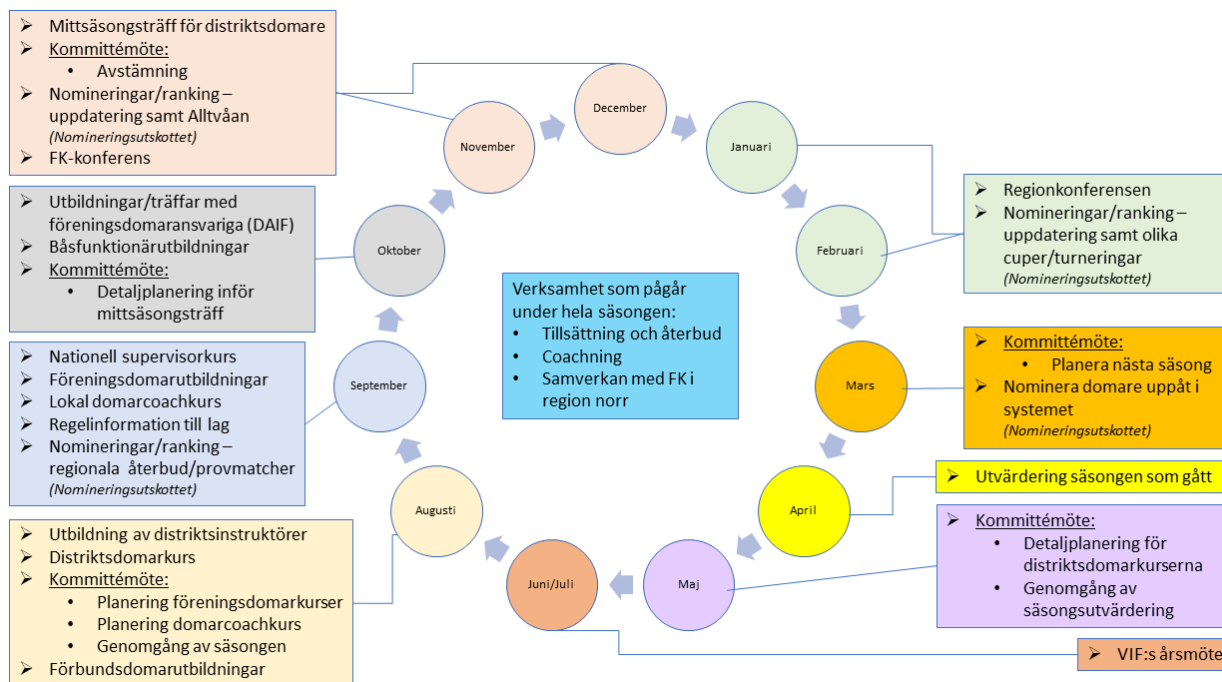 ➢ Mittsäsongsträff för distriktsdomare
➢ Kommittémöte:
• Avstämning
➢ Nomineringar/ranking –
uppdatering samt Alltvåan
(Nomineringsutskottet)
➢ FK-konferens
➢ Utbildningar/träffar med
föreningsdomaransvariga (DAIF)
➢ Båsfunktionärutbildningar
➢ Kommittémöte:
• Detaljplanering inför
mittsäsongsträff
➢ Nationell supervisorkurs
➢ Föreningsdomarutbildningar
➢ Lokal domarcoachkurs
➢ Regelinformation till lag
➢ Nomineringar/ranking –
regionala återbud/provmatcher
(Nomineringsutskottet)
➢ Utbildning av distriktsinstruktörer
➢ Distriktsdomarkurs
➢ Kommittémöte:
• Planering föreningsdomarkurser
• Planering domarcoachkurs
• Genomgång av säsongen
➢ Förbundsdomarutbildningar
December
Januari
Februari
Mars
April
Maj
Juni/Juli
Augusti
September
Oktober
November
Verksamhet som pågår
under hela säsongen:
• Tillsättning och återbud
• Coachning
• Samverkan med FK i
region norr
➢ Regionkonferensen
➢ Nomineringar/ranking –
uppdatering samt olika
cuper/turneringar
(Nomineringsutskottet)
➢ Kommittémöte:
• Planera nästa säsong
➢ Nominera domare uppåt i
systemet
(Nomineringsutskottet)
➢ Utvärdering säsongen som gått
➢ Kommittémöte:
• Detaljplanering för
distriktsdomarkurserna
• Genomgång av
säsongsutvärdering
➢ VIF:s årsmöte